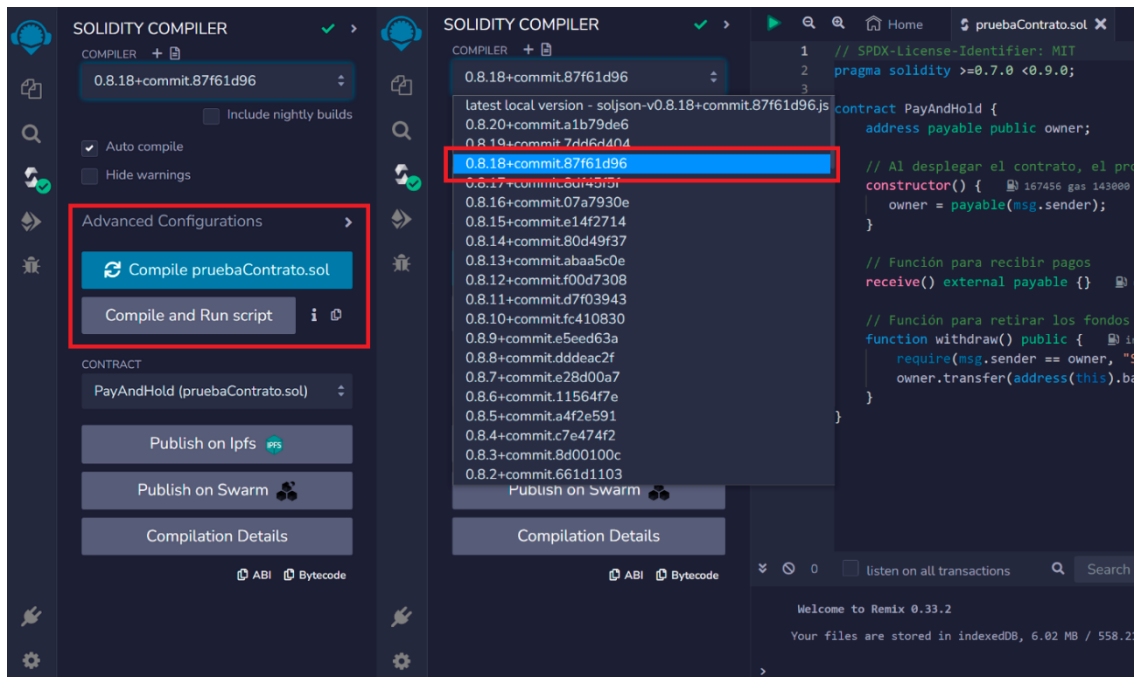 SOLIDITY COMPILER
COMPILER
0.8.18+commit.87f61d96
Include nightly builds
Auto compile
Hide warnings
Advanced Configurations
Compile pruebaContrato.sol
Compile and Run script
i
CONTRACT
PayAndHold (pruebaContrato.sol)
Publish on Ipfs
IPFS
Publish on Swarm
Compilation Details
ABI Bytecode
SOLIDITY COMPILER
COMPILER
0.8.18+commit.87f61d96
latest local version - soljson-v0.8.18+commit.87f61d96.js
0.8.20+commit.a1b79de6
0.8.19+commit.7dd6d404
0.8.18+commit.87f61d96
0.8.17+commit.8df45f5f
0.8.16+commit.07a7930e
0.8.15+commit.e14f2714
0.8.14+commit.80d49f37
0.8.13+commit.abaa5c0e
0.8.12+commit.f00d7308
0.8.11+commit.d7f03943
0.8.10+commit.fc410830
0.8.9+commit.e5eed63a
0.8.8+commit.dddeac2f
0.8.7+commit.e28d00a7
0.8.6+commit.11564f7e
0.8.5+commit.a4f2e591
0.8.4+commit.c7e474f2
0.8.3+commit.8d00100c
0.8.2+commit.661d1103
Publish on Swarm
Compilation Details
ABI Bytecode
Home pruebaContrato.sol
1 // SPDX-License-Identifier: MIT
2 pragma solidity >=0.7.0 <0.9.0;
3
contract PayAndHold {
address payable public owner;
// Al desplegar el contrato, el pro
constructor() { 167456 gas 143000
owner = payable(msg.sender);
}
// Función para recibir pagos
receive() external payable {}
// Función para retirar los fondos
function withdraw() public { in
require(msg.sender == owner, "S
owner.transfer(address(this).ba
}
}
0 listen on all transactions Search
Welcome to Remix 0.33.2
Your files are stored in indexedDB, 6.02 MB / 558.2
>